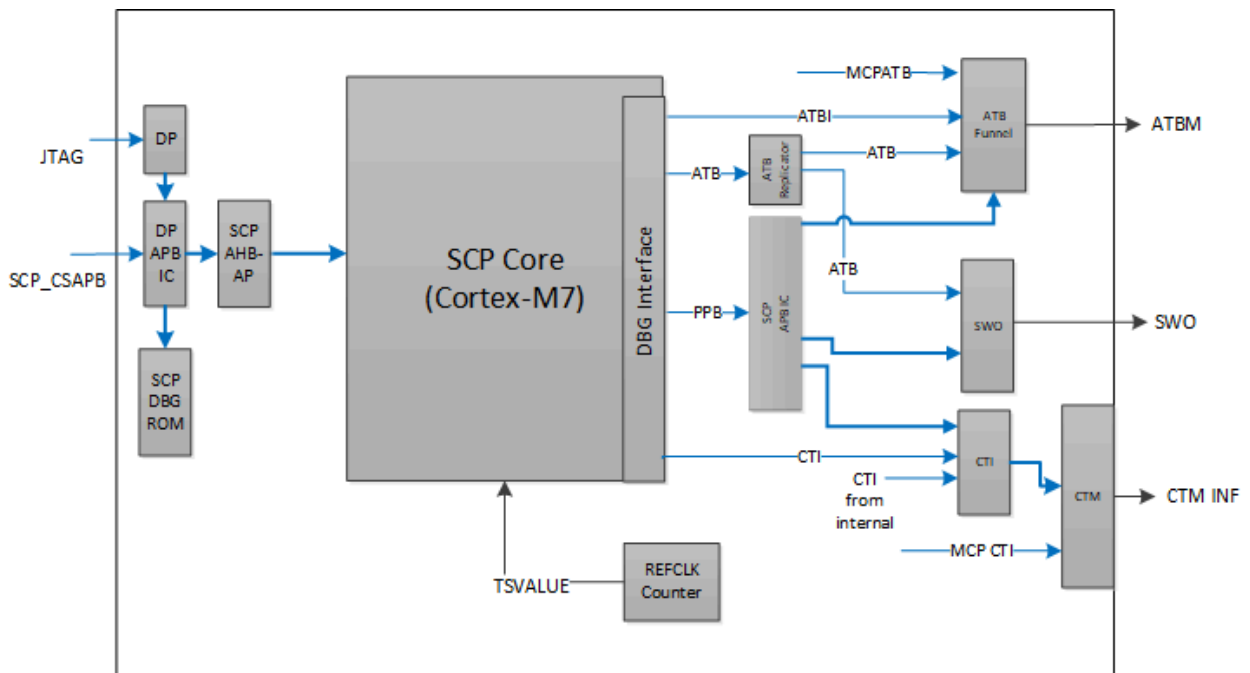 JTAG
SCP_CSAPB
DP
DP
APB
IC
SCP
AHB-
AP
SCP
DBG
ROM
SCP Core
(Cortex-M7)
DBG Interface
TSVALUE
REFCLK
Counter
MCPATB
ATBI
ATB
ATB
Replicator
ATB
ATB
PPB
SCP
APB IC
CTI
CTI
from
internal
MCP CTI
ATB
Funnel
SWO
CTI
CTM
ATBM
SWO
CTM INF